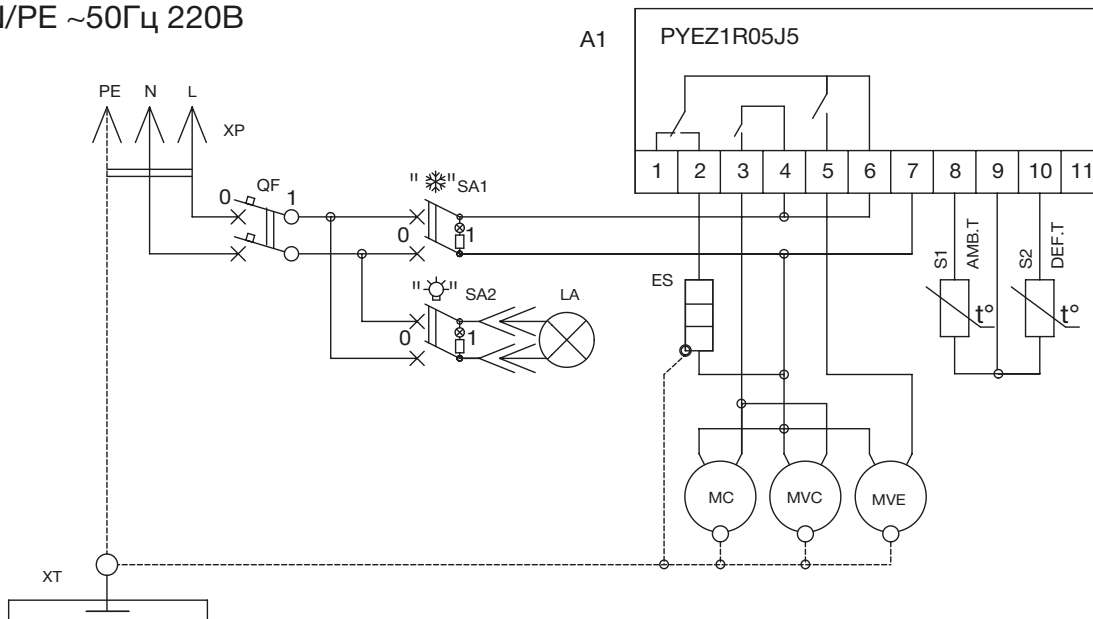 /PE ~50Гц 220В
A1 PYEZ1R05J5
PE N L
XP
1 2 3 4 5 6 7 8 9 10 11
0 QF 1
" " SA1
0 1
S1 AMB.T
S2 DEF.T
ES
" " SA2
LA
0 1
t° t°
MC MVC MVE
XT